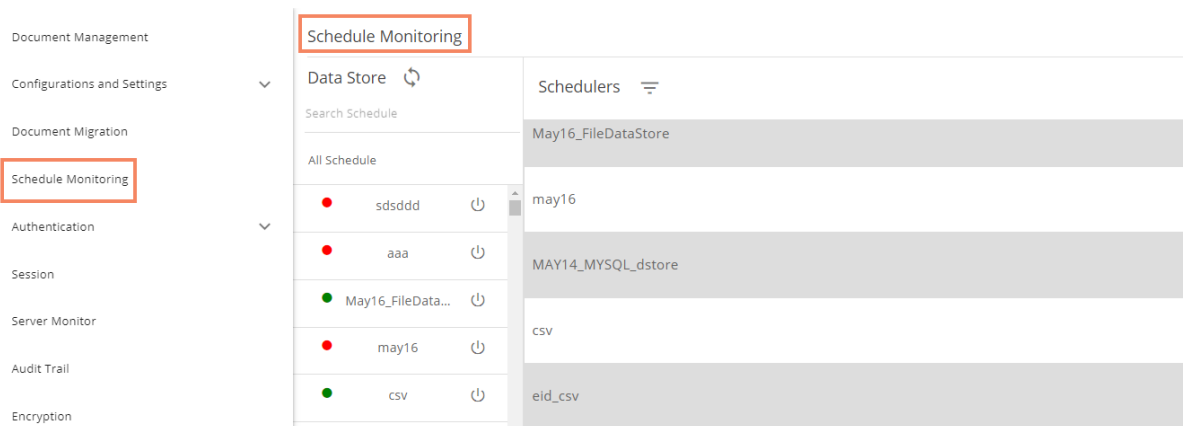 Document Management
Configurations and Settings
Document Migration
Schedule Monitoring
Authentication
Session
Server Monitor
Audit Trail
Encryption
Schedule Monitoring
Data Store
Search Schedule
All Schedule
sdsddd
aaa
May16_FileData...
may16
csv
Schedulers
May16_FileDataStore
may16
MAY14_MYSQL_dstore
csv
eid_csv